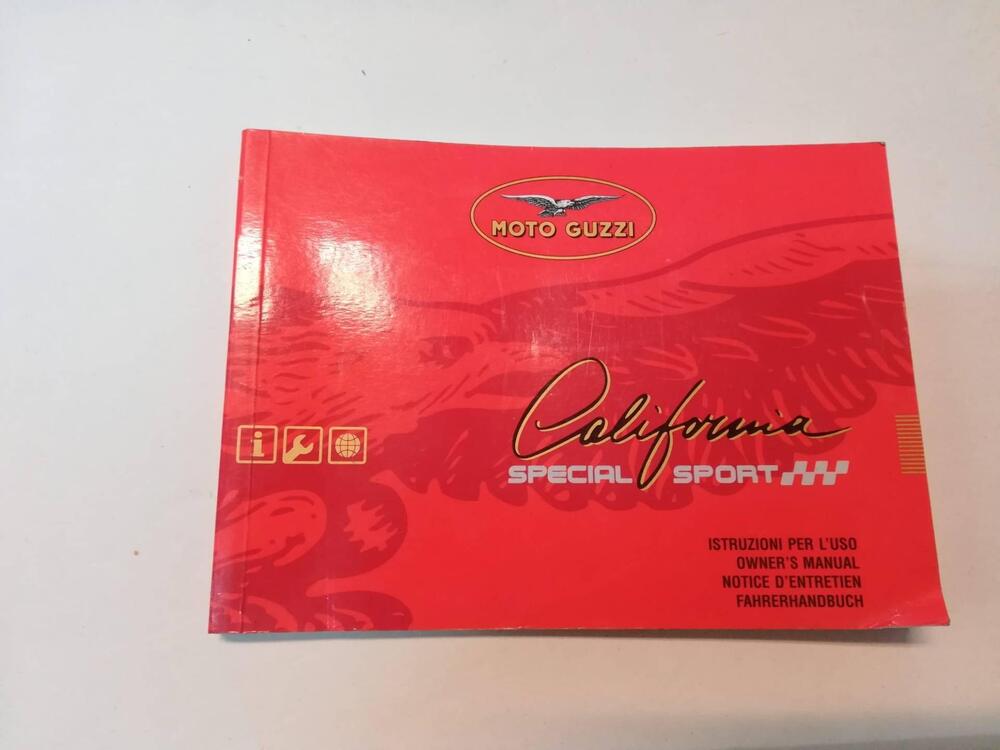 MOTO GUZZI
California
SPECIAL SPORT
ISTRUZIONI PER L'USO
OWNER'S MANUAL
NOTICE D'ENTRETIEN
FAHRERHANDBUCH